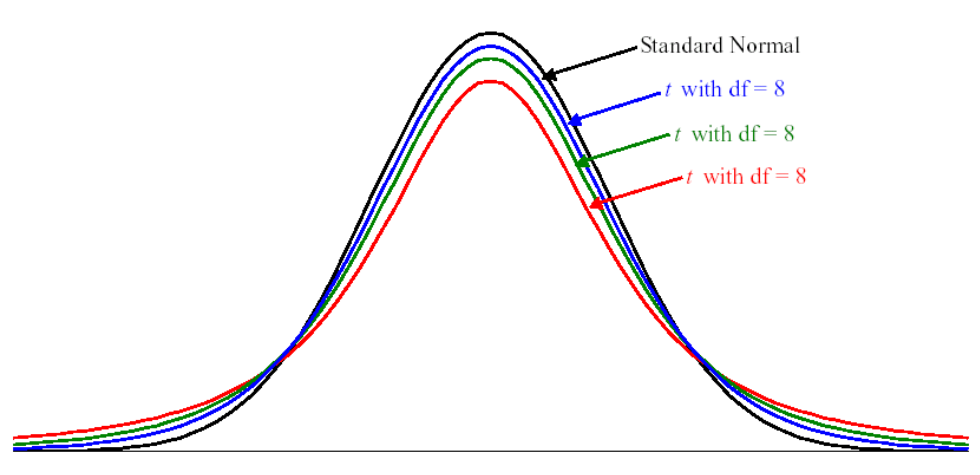 Standard Normal
t with df = 8
t with df = 8
t with df = 8